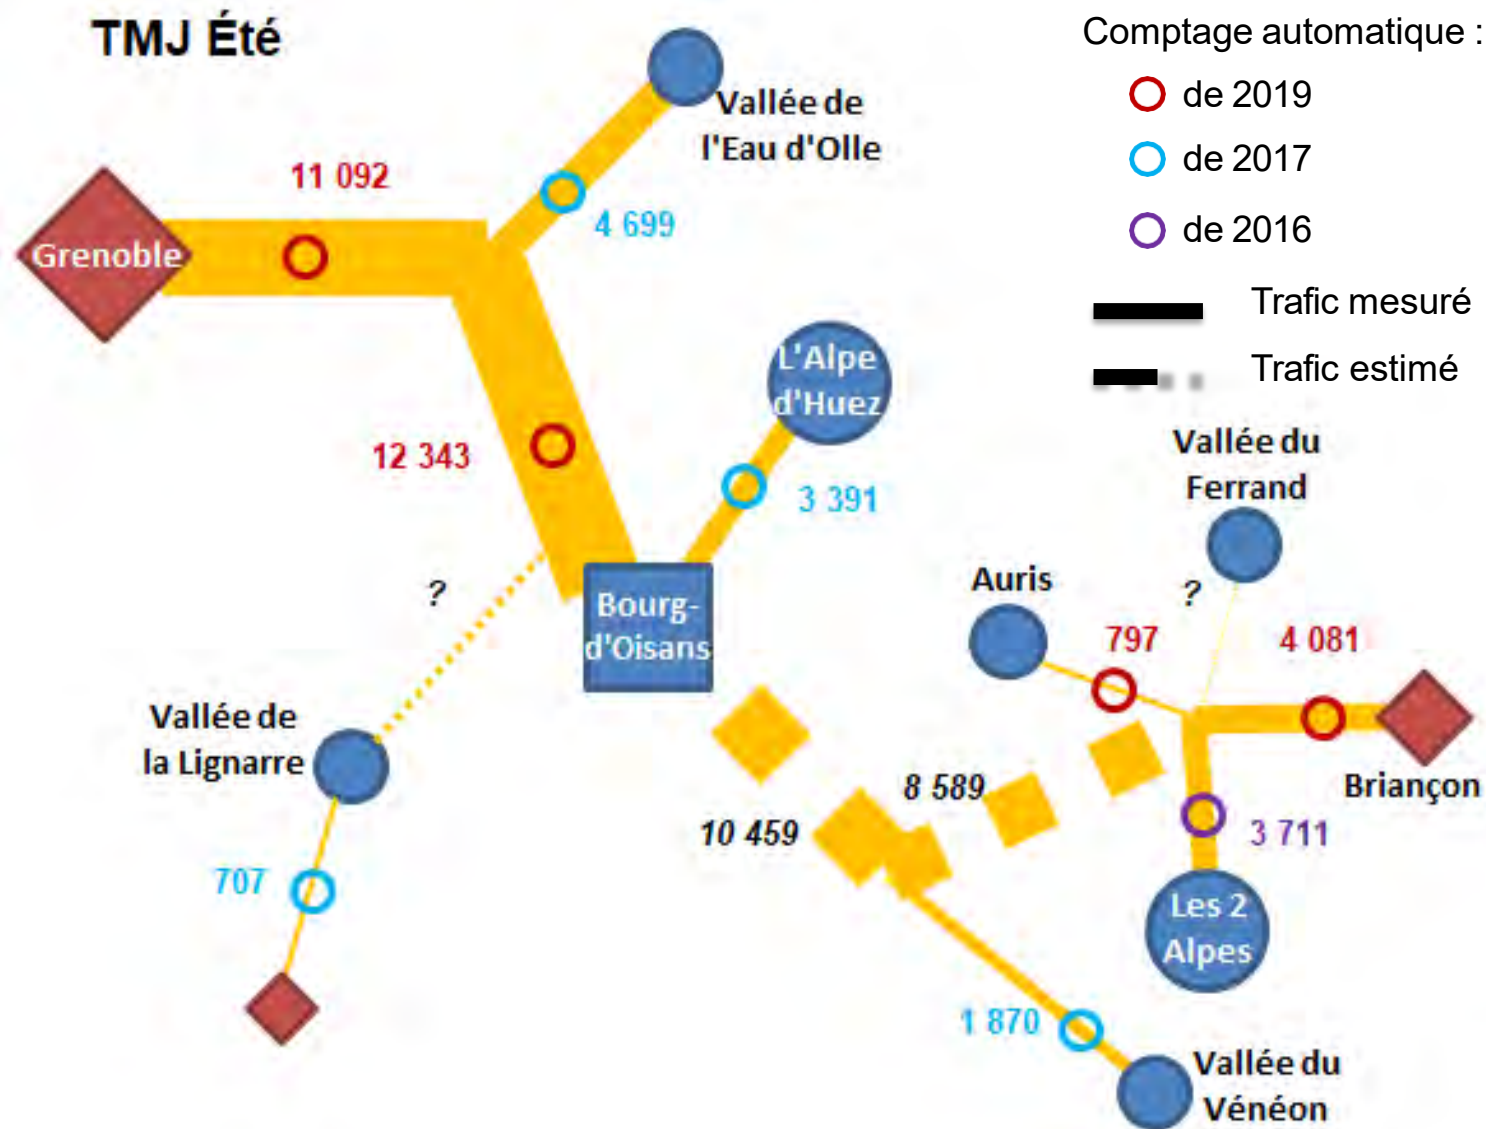 TMJ Été
Comptage automatique :
de 2019
de 2017
de 2016
Trafic mesuré
Trafic estimé
Vallée de
l'Eau d'Olle
11 092
4 699
Grenoble
L'Alpe
d'Huez
12 343
3 391
Vallée du
Ferrand
?
Auris
?
Bourg-
d'Oisans
797
4 081
Vallée de
la Lignarre
8 589
Briançon
10 459
3 711
707
Les 2
Alpes
1 870
Vallée du
Vénéon